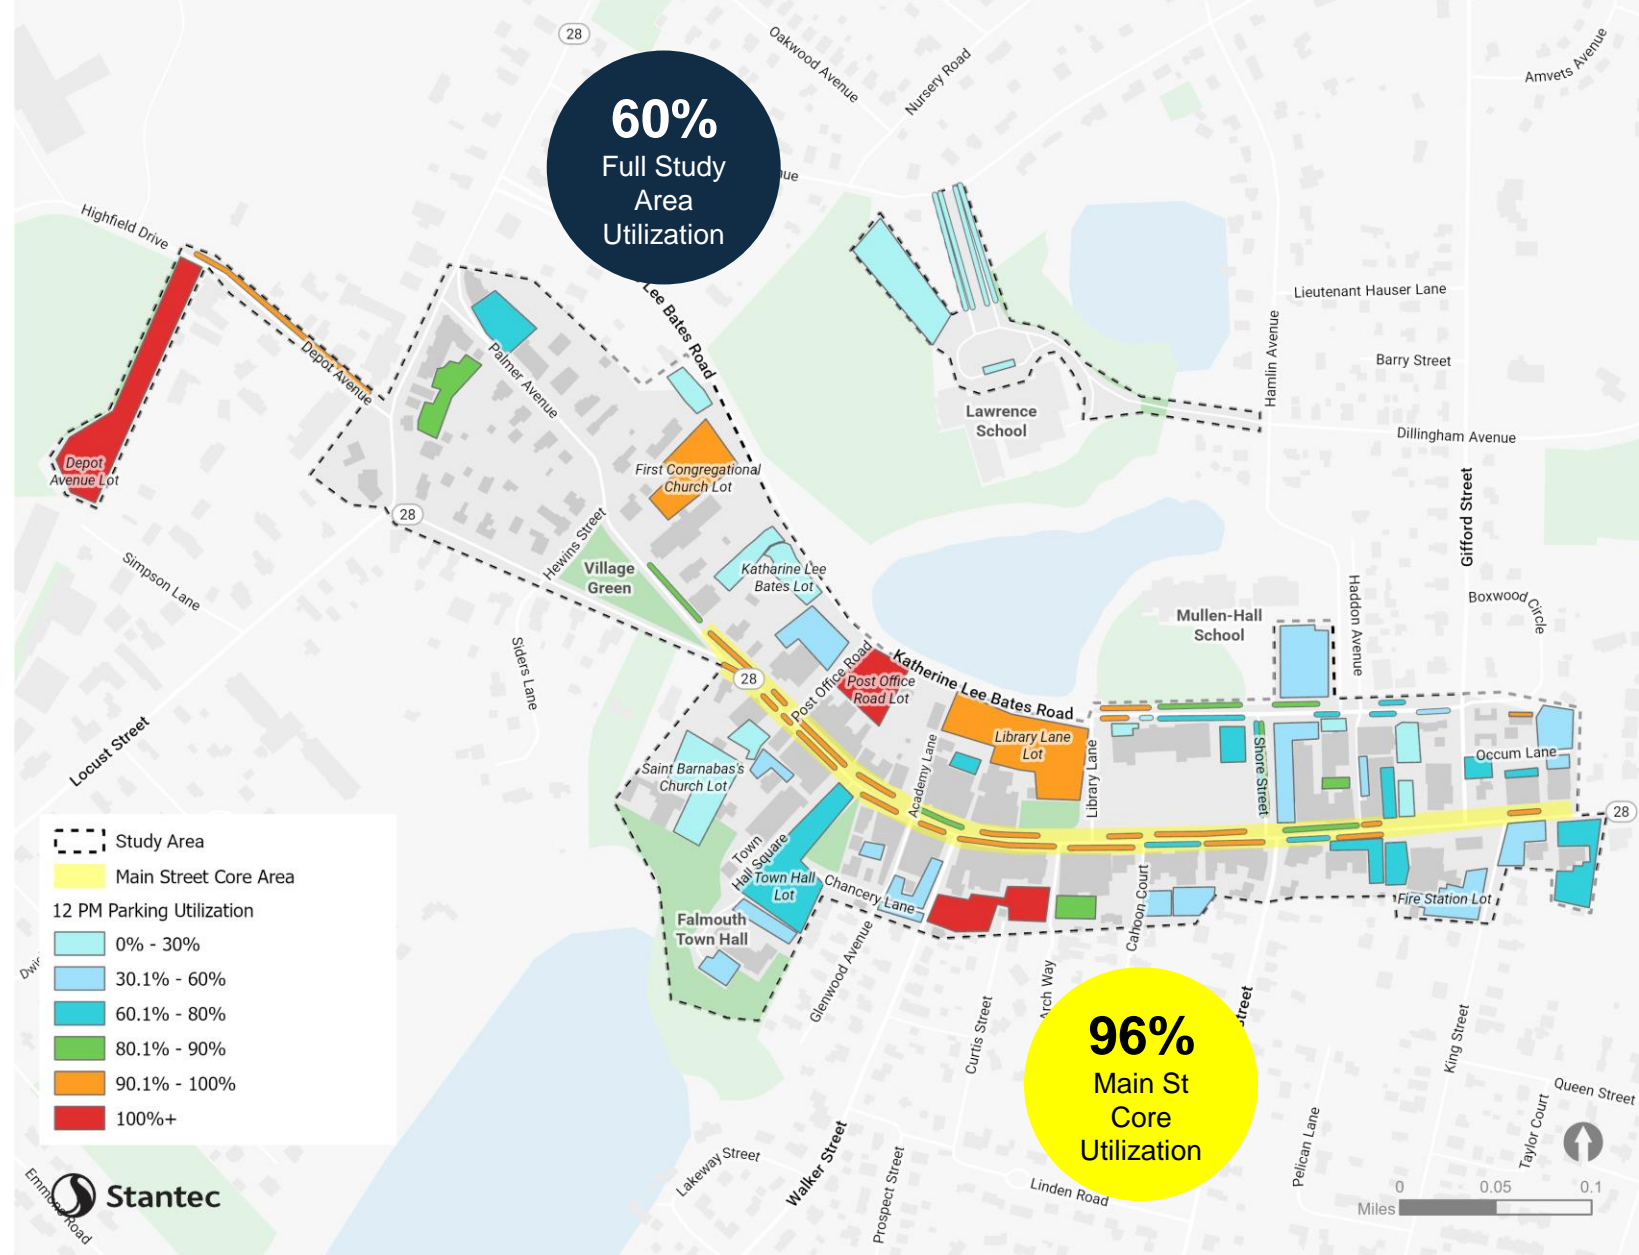 28
Oakwood Avenue
Nursery Road
Amvets Avenue
60%
Full Study
Area
Utilization
Highfield Drive
Lee Bates Road
Lieutenant Hauser Lane
Hamlin Avenue
Barry Street
Depot Avenue
Palmer Avenue
Lawrence
School
Dillingham Avenue
Depot
Avenue Lot
First Congregational
Church Lot
Gifford Street
28
Hewins Street
Simpson Lane
Village
Green
Katharine Lee
Bates Lot
Mullen-Hall
School
Haddon Avenue
Boxwood Circle
Siders Lane
28
Post Office Road
Post Office
Road Lot
Katherine Lee Bates Road
Locust Street
Library Lane
Lot
Academy Lane
Library Lane
Shore Street
Occum Lane
Saint Barnabas's
Church Lot
28
Town
Hall Square
Town Hall
Lot
Chancery Lane
Cahoon Court
Fire Station Lot
Falmouth
Town Hall
Glenwood Avenue
Study Area
Main Street Core Area
12 PM Parking Utilization
0% - 30%
30.1% - 60%
60.1% - 80%
80.1% - 90%
90.1% - 100%
100%+
Curtis Street
Arch Way
Street
King Street
96%
Main St
Core
Utilization
Queen Street
Taylor Court
Pelican Lane
Walker Street
Lakeway Street
Prospect Street
Linden Road
Stantec
Road
0 0.05 0.1
Miles